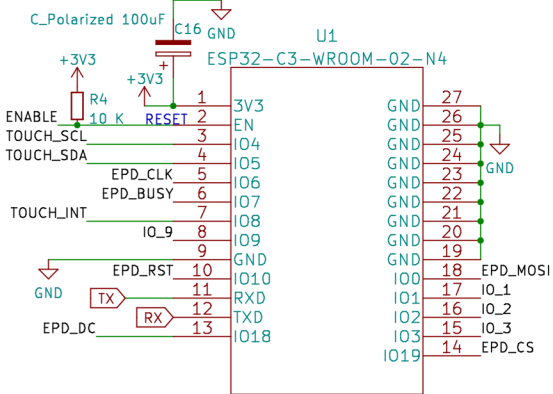 C_Polarized 100uF
C16
GND
U1
ESP32-C3-WROOM-02-N4
+3V3
+3V3
+
R4
10 K
RESET
ENABLE
TOUCH_SCL
TOUCH_SDA
EPD_CLK
EPD_BUSY
TOUCH_INT
IO_9
GND
EPD_RST
TX
RX
EPD_DC
1 3V3
2 EN
3 IO4
4 IO5
5 IO6
6 IO7
7 IO8
8 IO9
9 GND
10 IO10
11 RXD
12 TXD
13 IO18
GND 27
GND 26
GND 25
GND 24
GND 23
GND 22
GND 21
GND 20
GND 19
IO0 18 EPD_MOSI
IO1 17 IO_1
IO2 16 IO_2
IO3 15 IO_3
IO19 14 EPD_CS
GND